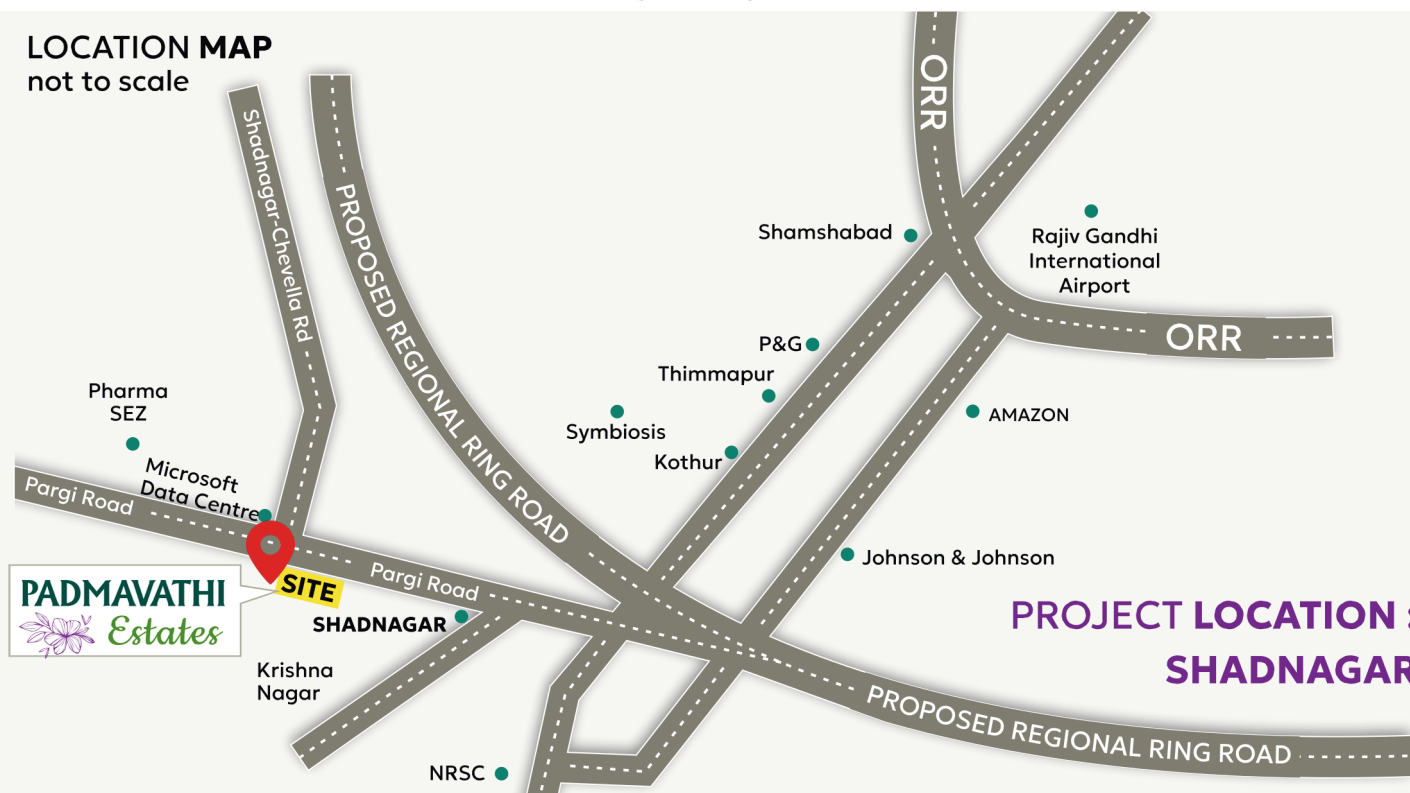 LOCATION MAP
not to scale
Shadnagar-Chevella Rd
PROPOSED REGIONAL RING ROAD
ORR
Shamshabad
Rajiv Gandhi
International
Airport
ORR
P&G
Thimmapur
Symbiosis
Kothur
AMAZON
Pharma
SEZ
Microsoft
Data Centre
Pargi Road
Pargi Road
SITE
PADMAVATHI
Estates
SHADNAGAR
Krishna
Nagar
NRSC
Johnson & Johnson
PROJECT LOCATION :
SHADNAGAR
PROPOSED REGIONAL RING ROAD